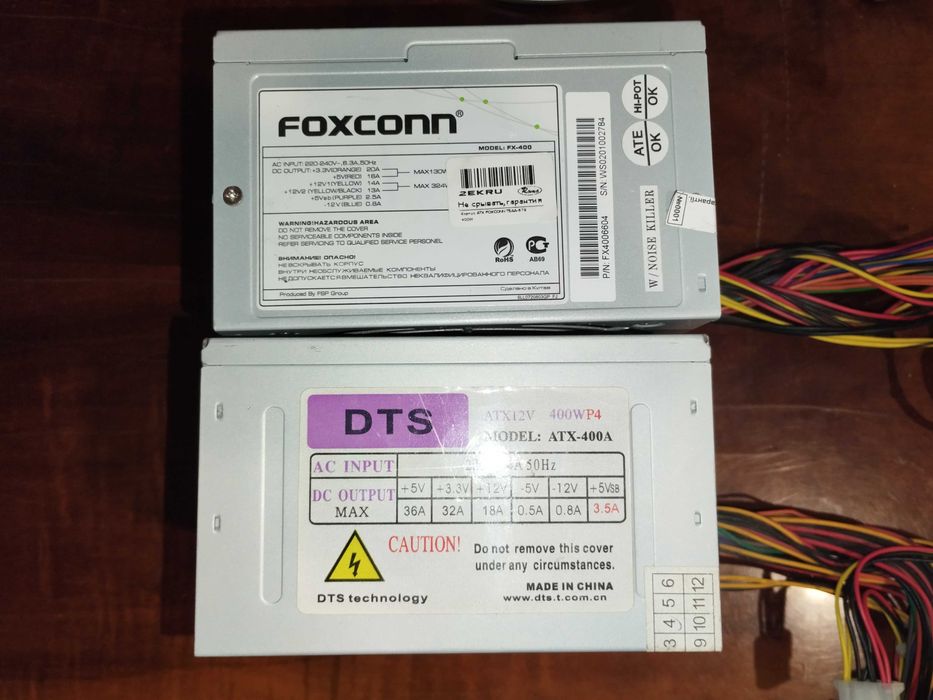 FOXCONN®
MODEL: FX-400
AC INPUT: 220-240V~, 6.3A, 50Hz
DC OUTPUT: +3.3V(ORANGE) 20A
+5V(RED) 16A
MAX130W
+12V1(YELLOW) 14A
+12V2 (YELLOW/BLACK) 13A
MAX 324W
+5Vsb (PURPLE) 2.5A
-12V (BLUE) 0.8A
2EKRU
Не срывать, гарантия
400W
WARNING! HAZARDOUS AREA
DO NOT REMOVE THE COVER
NO SERVICEABLE COMPONENTS INSIDE
REFER SERVICING TO QUALIFIED SERVICE PERSONNEL
ВНИМАНИЕ! ОПАСНО!
НЕ ВСКРЫВАТЬ КОРПУС
ВНУТРИ НЕОБСЛУЖИВАЕМЫЕ КОМПОНЕНТЫ
НЕ ДОПУСКАЕТСЯ ВМЕШАТЕЛЬСТВО НЕКВАЛИФИЦИРОВАННОГО ПЕРСОНАЛА
RoHS
АВ69
Produced By FSP Group
Сделано в Китае
P/N: FX4006604
S/N: WS0201002784
HI-POT OK
ATE OK
W/NOISE KILLER
№0001
DTS
ATX12V 400WP4
MODEL: ATX-400A
AC INPUT
A 50Hz
DC OUTPUT
MAX
+5V +3.3V +12V -5V -12V +5VSB
36A 32A 18A 0.5A 0.8A 3.5A
CAUTION!
Do not remove this cover
under any circumstances.
MADE IN CHINA
DTS technology
www.dts.t.com.cn
3 4 5 6
9 10 11 12